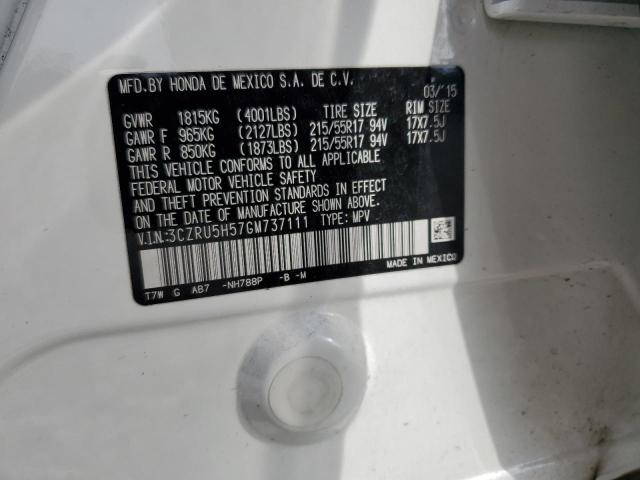 MFD.BY HONDA DE MEXICO S.A. DE C.V.
03/'15
GVWR 1815KG (4001LBS) TIRE SIZE RIM SIZE
GAWR F 965KG (2127LBS) 215/55R17 94V 17X7.5J
GAWR R 850KG (1873LBS) 215/55R17 94V 17X7.5J
THIS VEHICLE CONFORMS TO ALL APPLICABLE
FEDERAL MOTOR VEHICLE SAFETY
AND THEFT PREVENTION STANDARDS IN EFFECT
ON THE DATE OF MANUFACTURE SHOWN ABOVE.
V.I.N.:3CZRU5H57GM737111 TYPE: MPV
MADE IN MEXICO
T7W G AB7 -NH788P -B -M